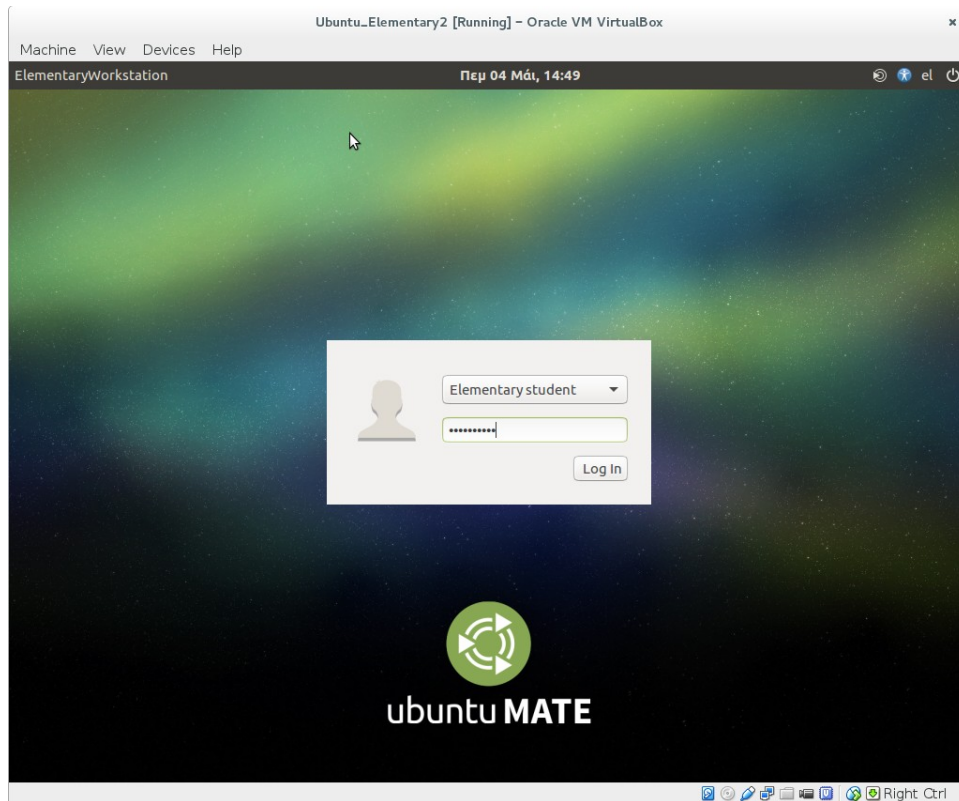 Ubuntu_Elementary2 [Running] – Oracle VM VirtualBox
Machine View Devices Help
ElementaryWorkstation Πεμ 04 Μάι, 14:49 el
Elementary student
••••••••••
Log In
ubuntu MATE
Right Ctrl